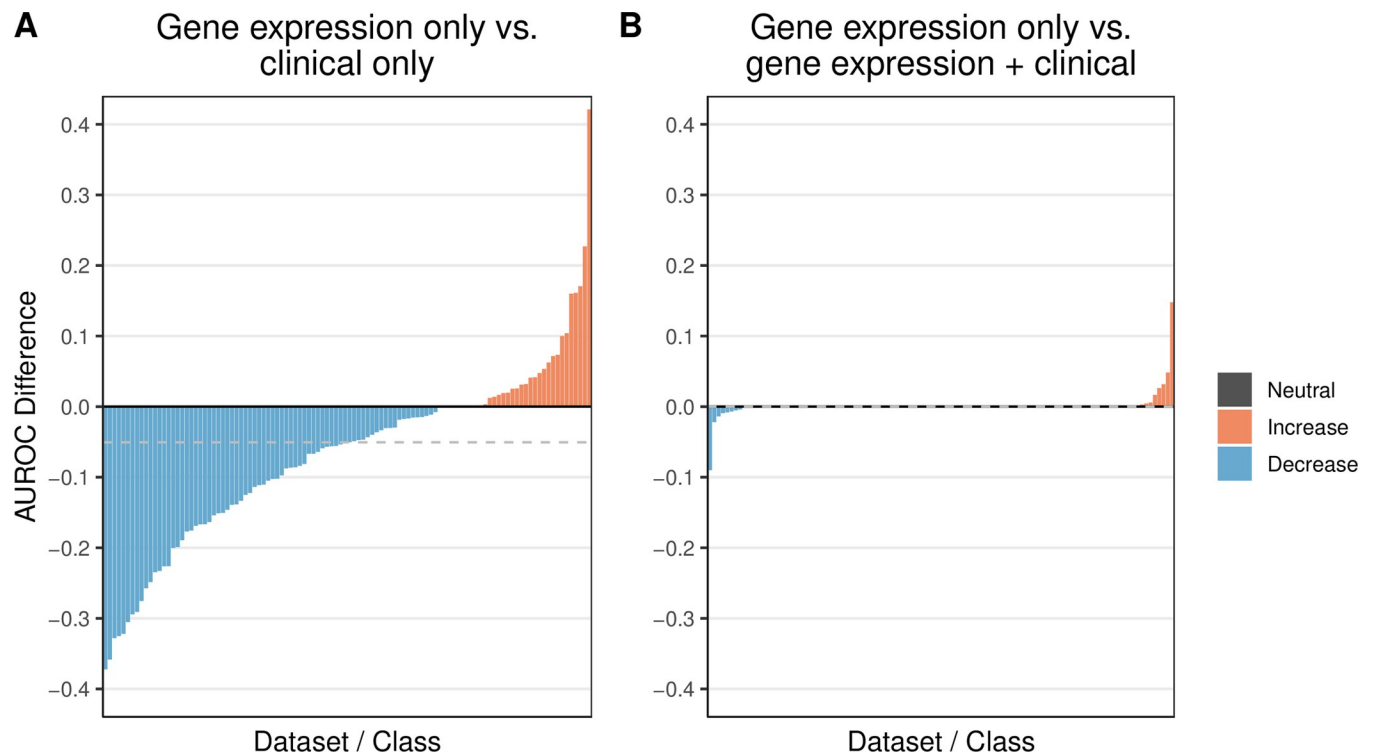 A
Gene expression only vs.
clinical only
0.4
0.3
0.2
0.1
0.0
−0.1
−0.2
−0.3
−0.4
AUROC Difference
Dataset / Class
B
Gene expression only vs.
gene expression + clinical
0.4
0.3
0.2
0.1
0.0
−0.1
−0.2
−0.3
−0.4
Dataset / Class
Neutral
Increase
Decrease